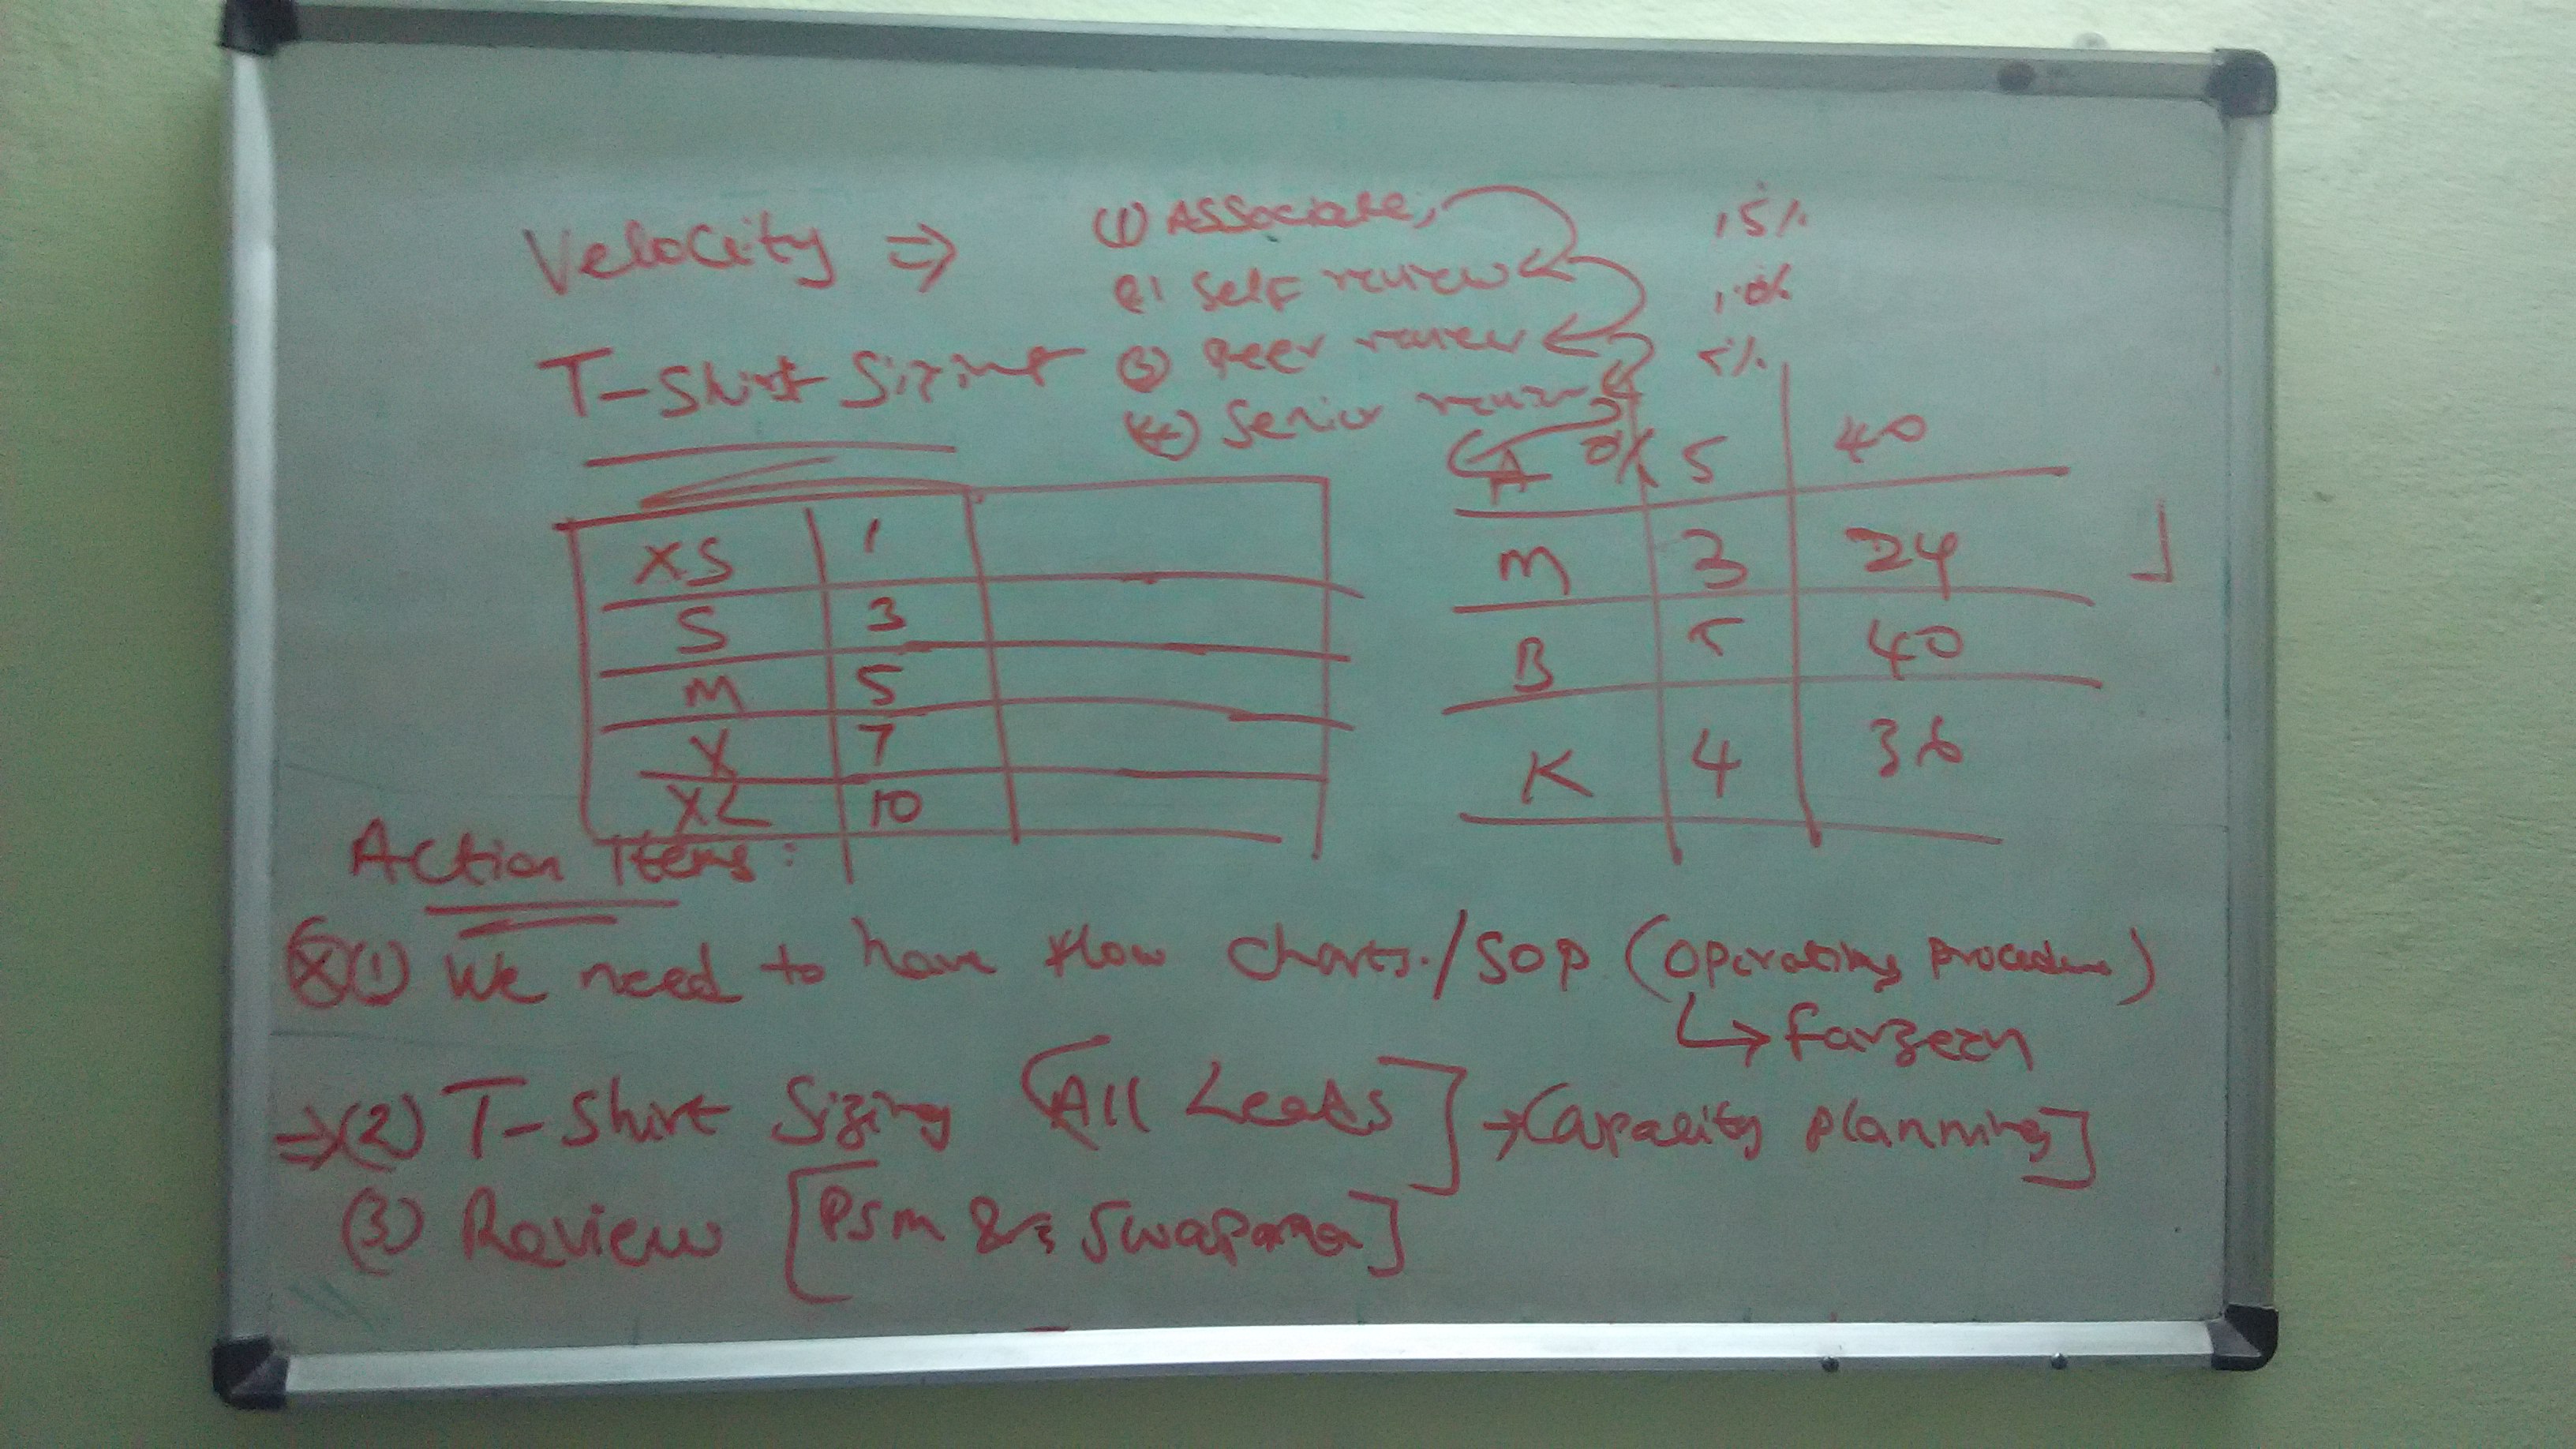 Velocity ⇒ (1) Associate, 15%
(2) Self review 10%
T-Shirt Sizing (3) Peer review 5%
(4) Senior review 0%
A 5 40
XS 1
M 3 24
S 3
B 5 40
M 5
X 7
K 4 36
XL 10
Action Items:
(1) We need to have flow charts./SOP (Operating procedure)
↳ farzeen
⇒(2) T-Shirt Sizing [All Leads] → Capacity planning]
(3) Review [PSM & Swapna]